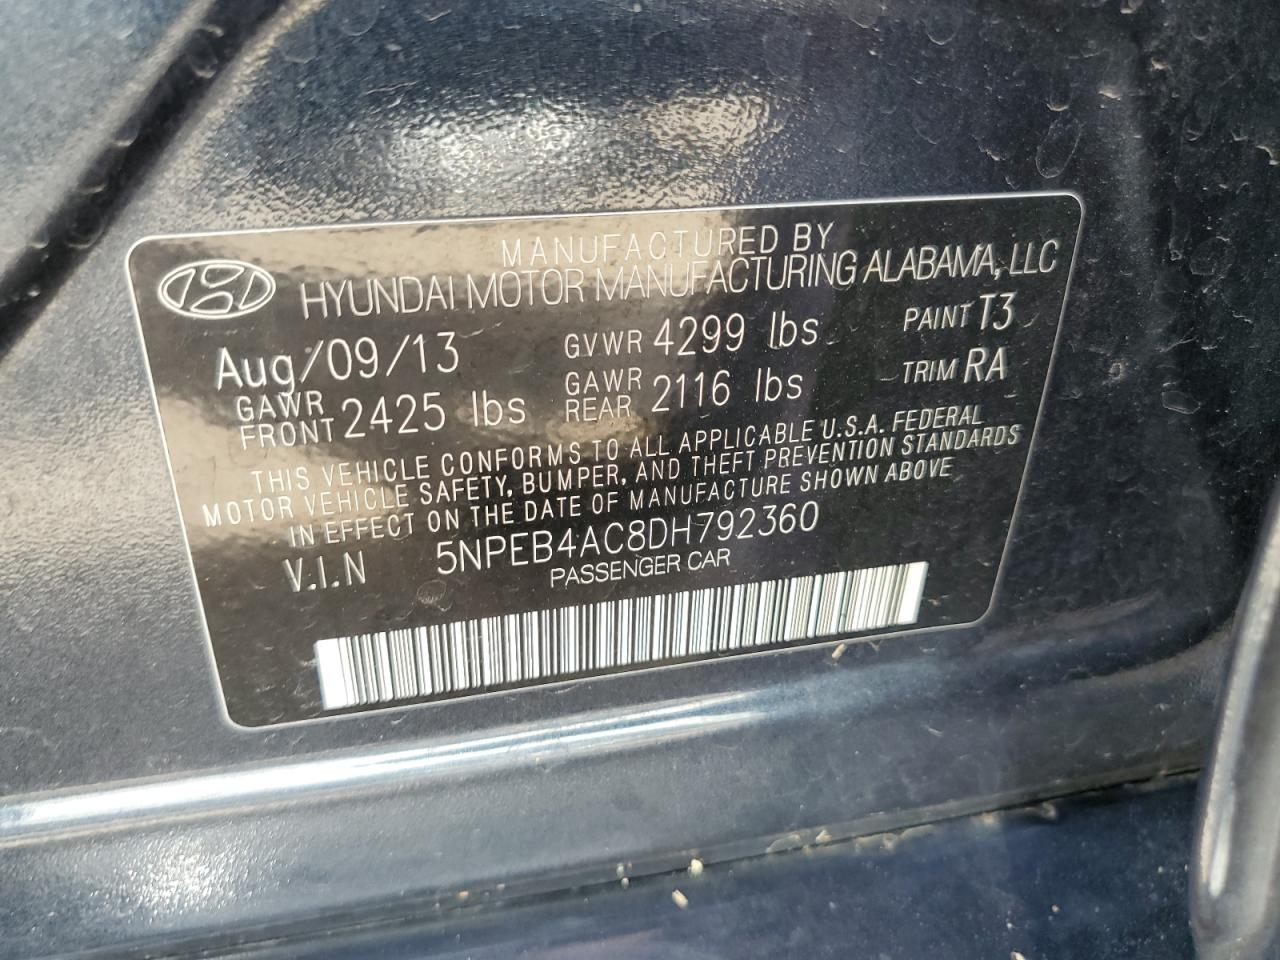 MANUFACTURED BY
HYUNDAI MOTOR MANUFACTURING ALABAMA, LLC
Aug/09/13 GVWR 4299 lbs PAINT T3
GAWR FRONT 2425 lbs GAWR REAR 2116 lbs TRIM RA
THIS VEHICLE CONFORMS TO ALL APPLICABLE U.S.A. FEDERAL
MOTOR VEHICLE SAFETY, BUMPER, AND THEFT PREVENTION STANDARDS
IN EFFECT ON THE DATE OF MANUFACTURE SHOWN ABOVE
V.I.N 5NPEB4AC8DH792360
PASSENGER CAR